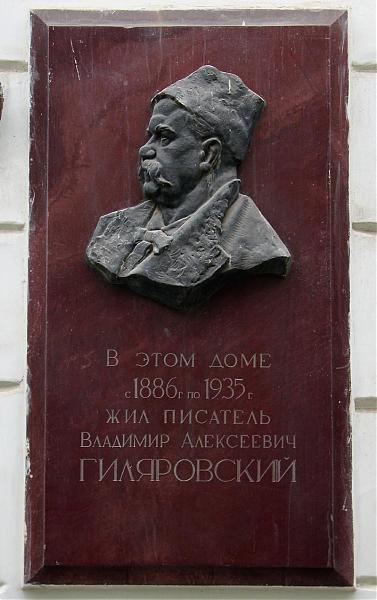 В ЭТОМ ДОМЕ
с 1886г по 1935г.
ЖИЛ ПИСАТЕЛЬ
ВЛАДИМИР АЛЕКСЕЕВИЧ
ГИЛЯРОВСКИЙ